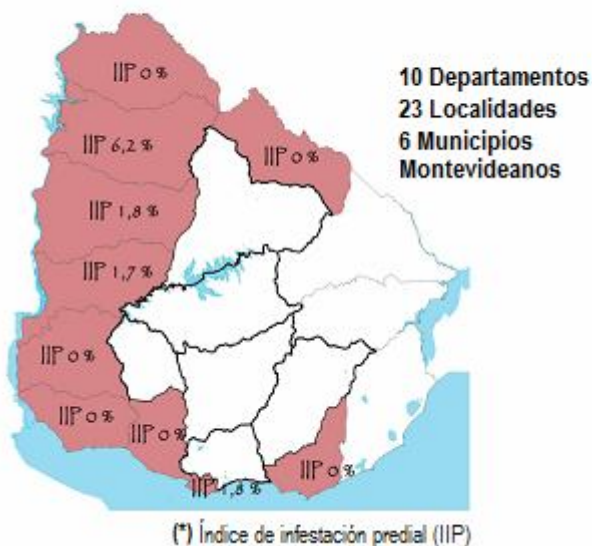 IIP 0 %
10 Departamentos
23 Localidades
6 Municipios
Montevideanos
IIP 6,2 %
IIP 0 %
IIP 1,8 %
IIP 1,7 %
IIP 0 %
IIP 0 %
IIP 0 %
IIP 0 %
IIP 1,8 %
(*) Índice de infestación predial (IIP)